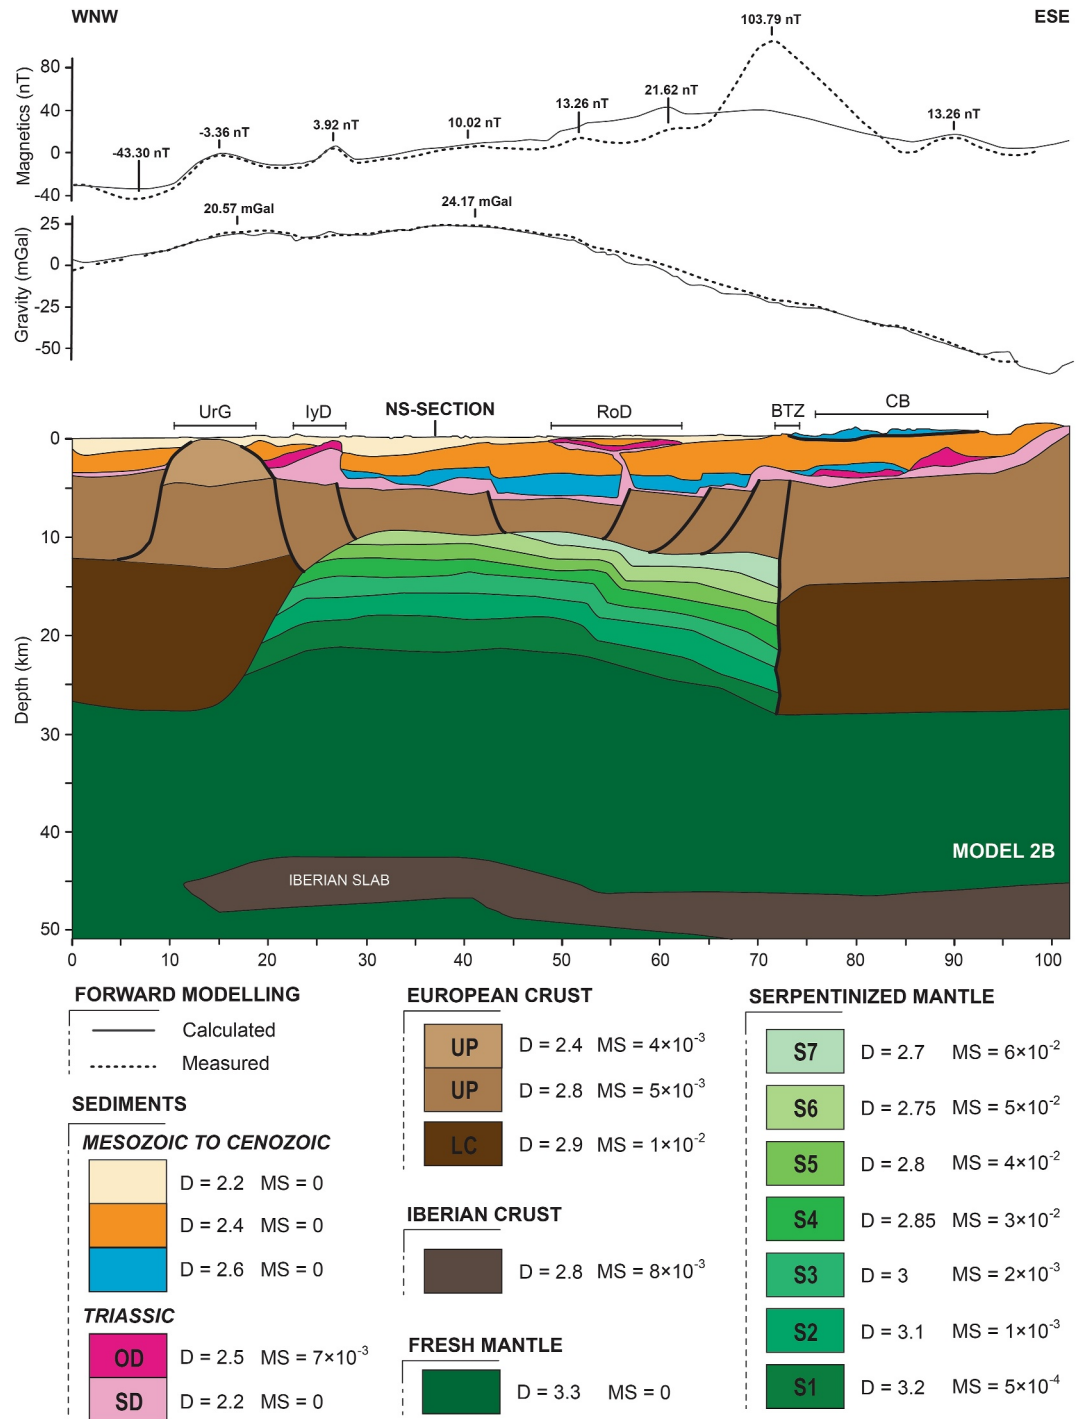 WNW ESE
103.79 nT
80
40
0
-40
Magnetics (nT)
-43.30 nT
-3.36 nT
3.92 nT
10.02 nT
13.26 nT
21.62 nT
13.26 nT
25
0
-25
-50
Gravity (mGal)
20.57 mGal
24.17 mGal
UrG IyD NS-SECTION RoD BTZ CB
0
10
20
30
40
50
Depth (km)
MODEL 2B
IBERIAN SLAB
0 10 20 30 40 50 60 70 80 90 100
FORWARD MODELLING
Calculated
Measured
SEDIMENTS
MESOZOIC TO CENOZOIC
D = 2.2 MS = 0
D = 2.4 MS = 0
D = 2.6 MS = 0
TRIASSIC
OD D = 2.5 MS = 7×10⁻³
SD D = 2.2 MS = 0
EUROPEAN CRUST
UP D = 2.4 MS = 4×10⁻³
UP D = 2.8 MS = 5×10⁻³
LC D = 2.9 MS = 1×10⁻²
IBERIAN CRUST
D = 2.8 MS = 8×10⁻³
FRESH MANTLE
D = 3.3 MS = 0
SERPENTINIZED MANTLE
S7 D = 2.7 MS = 6×10⁻²
S6 D = 2.75 MS = 5×10⁻²
S5 D = 2.8 MS = 4×10⁻²
S4 D = 2.85 MS = 3×10⁻²
S3 D = 3 MS = 2×10⁻³
S2 D = 3.1 MS = 1×10⁻³
S1 D = 3.2 MS = 5×10⁻⁴